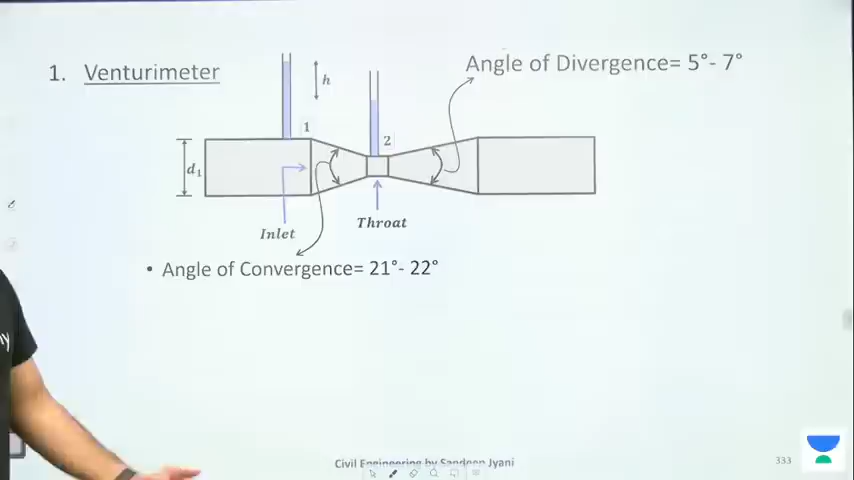 1. Venturimeter
Angle of Divergence= 5°- 7°
h
1
2
d₁
Inlet
Throat
• Angle of Convergence= 21°- 22°
Civil Engineering by Sandeep Jyani
333